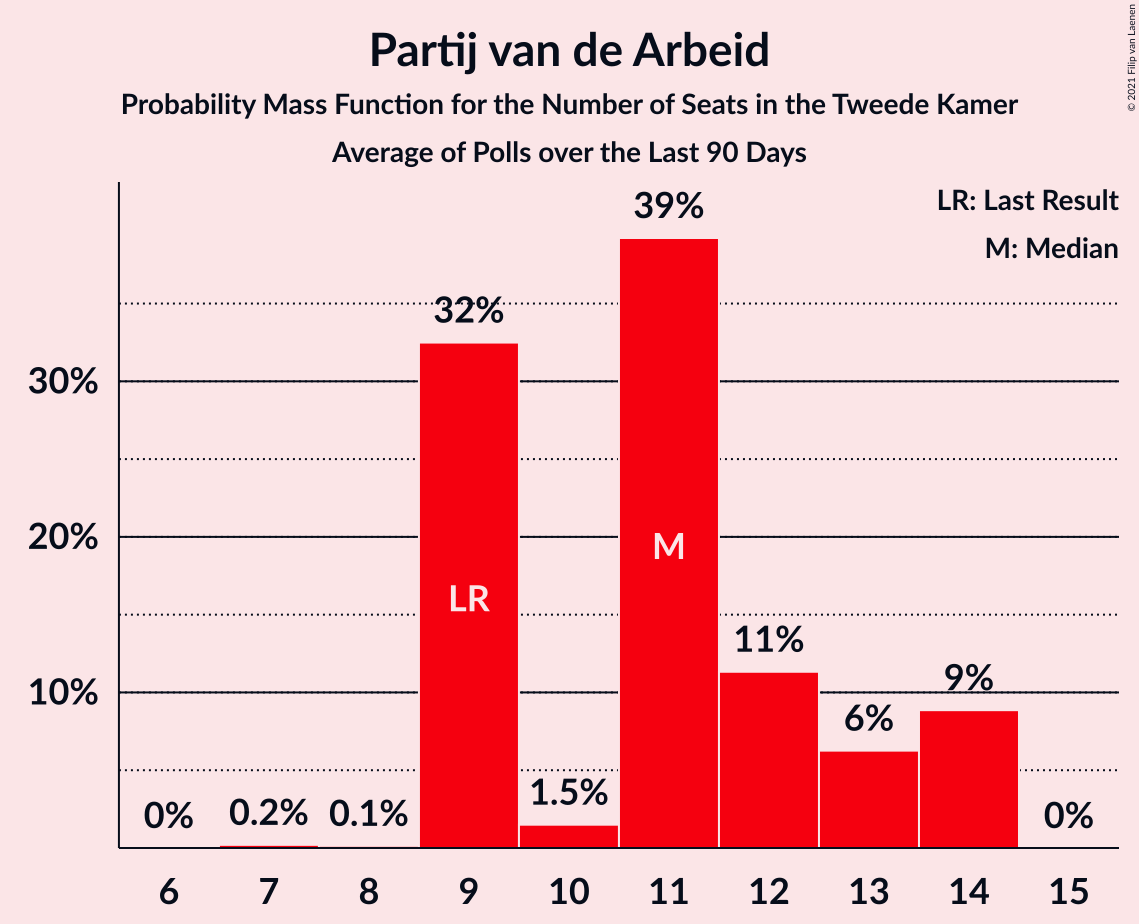 Partij van de Arbeid
Probability Mass Function for the Number of Seats in the Tweede Kamer
Average of Polls over the Last 90 Days
© 2021 Filip van Laenen
LR: Last Result
M: Median
39%
32%
30%
20%
10%
LR
M
11%
9%
6%
1.5%
0%
0.2%
0.1%
0%
6 7 8 9 10 11 12 13 14 15